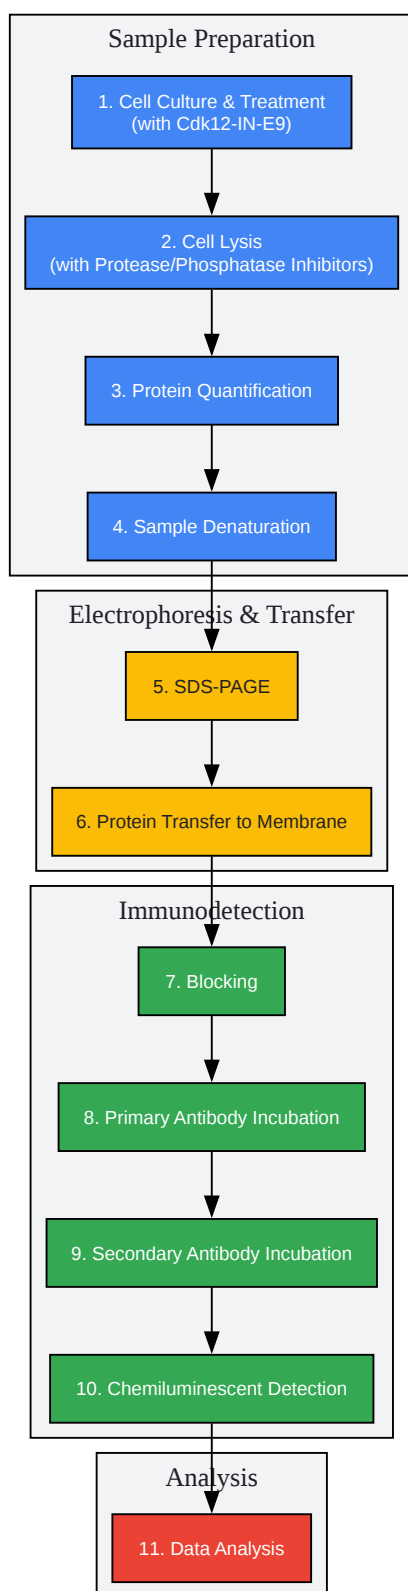 Sample Preparation
1. Cell Culture & Treatment
(with Cdk12-IN-E9)
2. Cell Lysis
(with Protease/Phosphatase Inhibitors)
3. Protein Quantification
4. Sample Denaturation
Electrophoresis & Transfer
5. SDS-PAGE
6. Protein Transfer to Membrane
Immunodetection
7. Blocking
8. Primary Antibody Incubation
9. Secondary Antibody Incubation
10. Chemiluminescent Detection
Analysis
11. Data Analysis